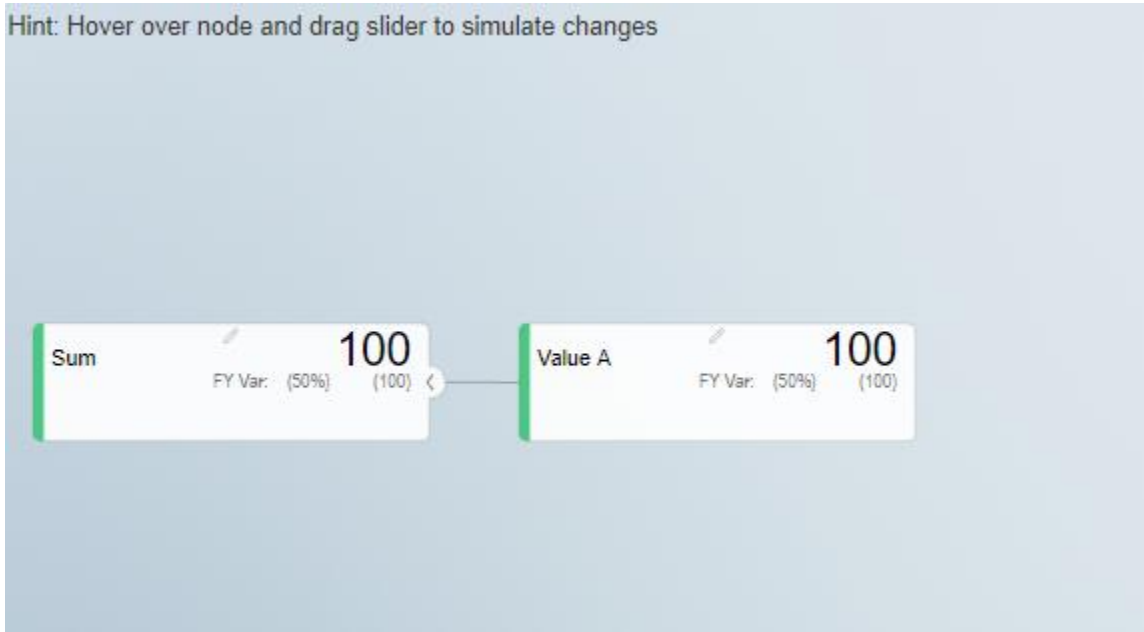 Hint: Hover over node and drag slider to simulate changes
Sum 100
FY Var: (50%) (100)
Value A 100
FY Var: (50%) (100)